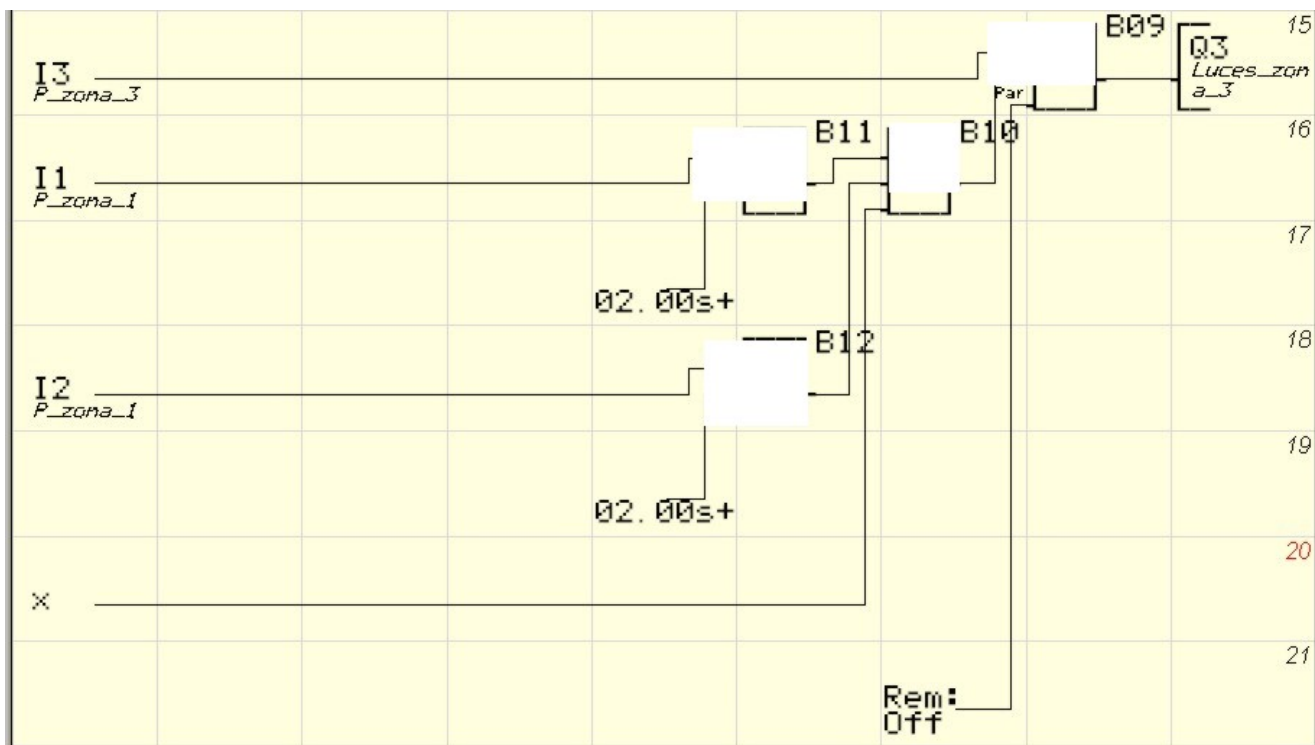 B09
15
I3
P_zona_3
Q3
Luces_zon
a_3
Par
16
B11
B10
I1
P_zona_1
17
02.00s+
18
B12
I2
P_zona_1
19
02.00s+
20
x
21
Rem:
Off